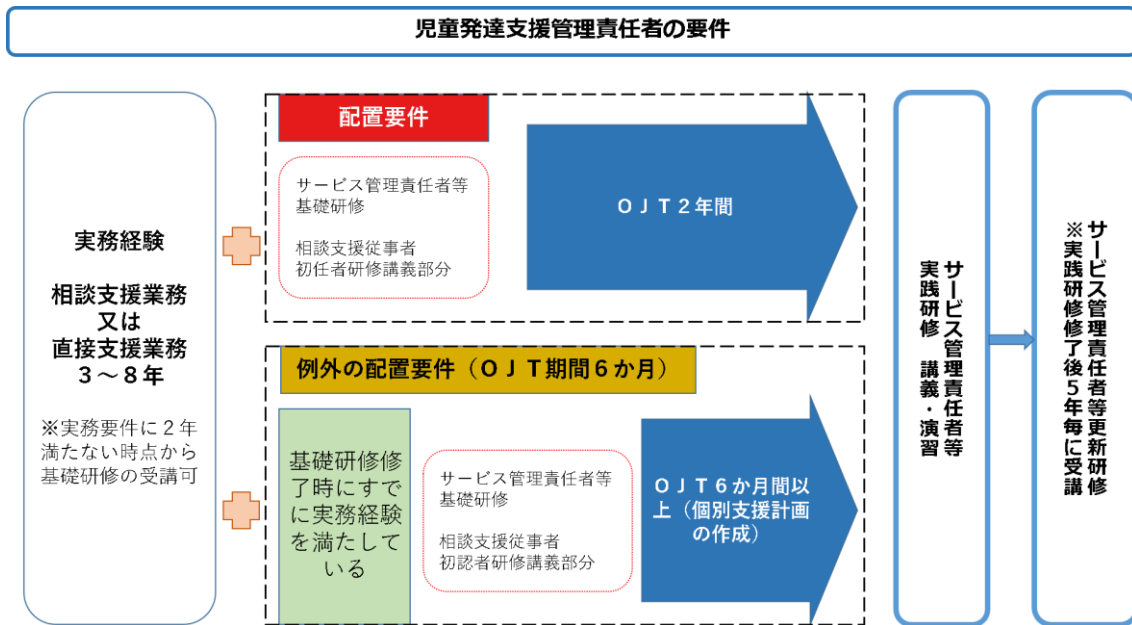 児童発達支援管理責任者の要件
実務経験
相談支援業務
又は
直接支援業務
３～８年
※実務要件に２年
満たない時点から
基礎研修の受講可
配置要件
サービス管理責任者等
基礎研修
相談支援従事者
初任者研修講義部分
ＯＪＴ２年間
例外の配置要件（ＯＪＴ期間６か月）
基礎研修修
了時にすで
に実務経験
を満たして
いる
サービス管理責任者等
基礎研修
相談支援従事者
初認者研修講義部分
ＯＪＴ６か月間以
上（個別支援計画
の作成）
サービス管理責任者等
実践研修　講義・演習
サービス管理責任者等更新研修
※実践研修修了後５年毎に受講